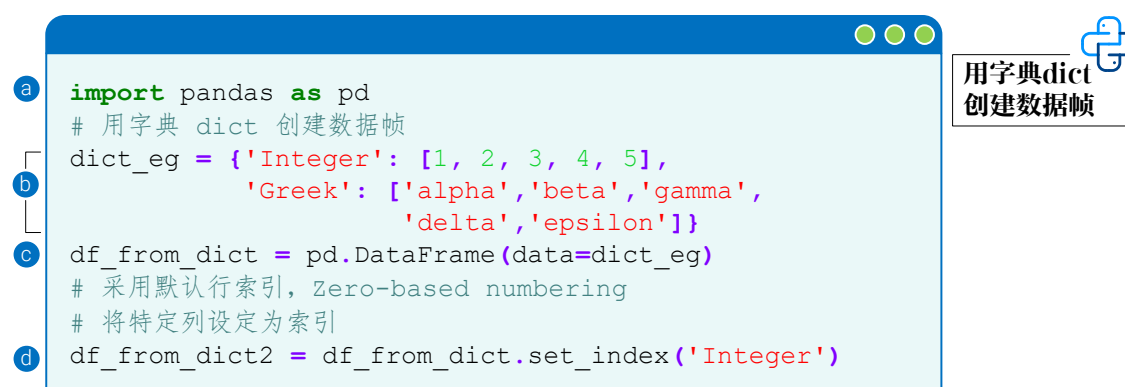 用字典dict
创建数据帧
a import pandas as pd
# 用字典 dict 创建数据帧
b dict_eg = {'Integer': [1, 2, 3, 4, 5],
'Greek': ['alpha','beta','gamma',
'delta','epsilon']}
c df_from_dict = pd.DataFrame(data=dict_eg)
# 采用默认行索引，Zero-based numbering
# 将特定列设定为索引
d df_from_dict2 = df_from_dict.set_index('Integer')